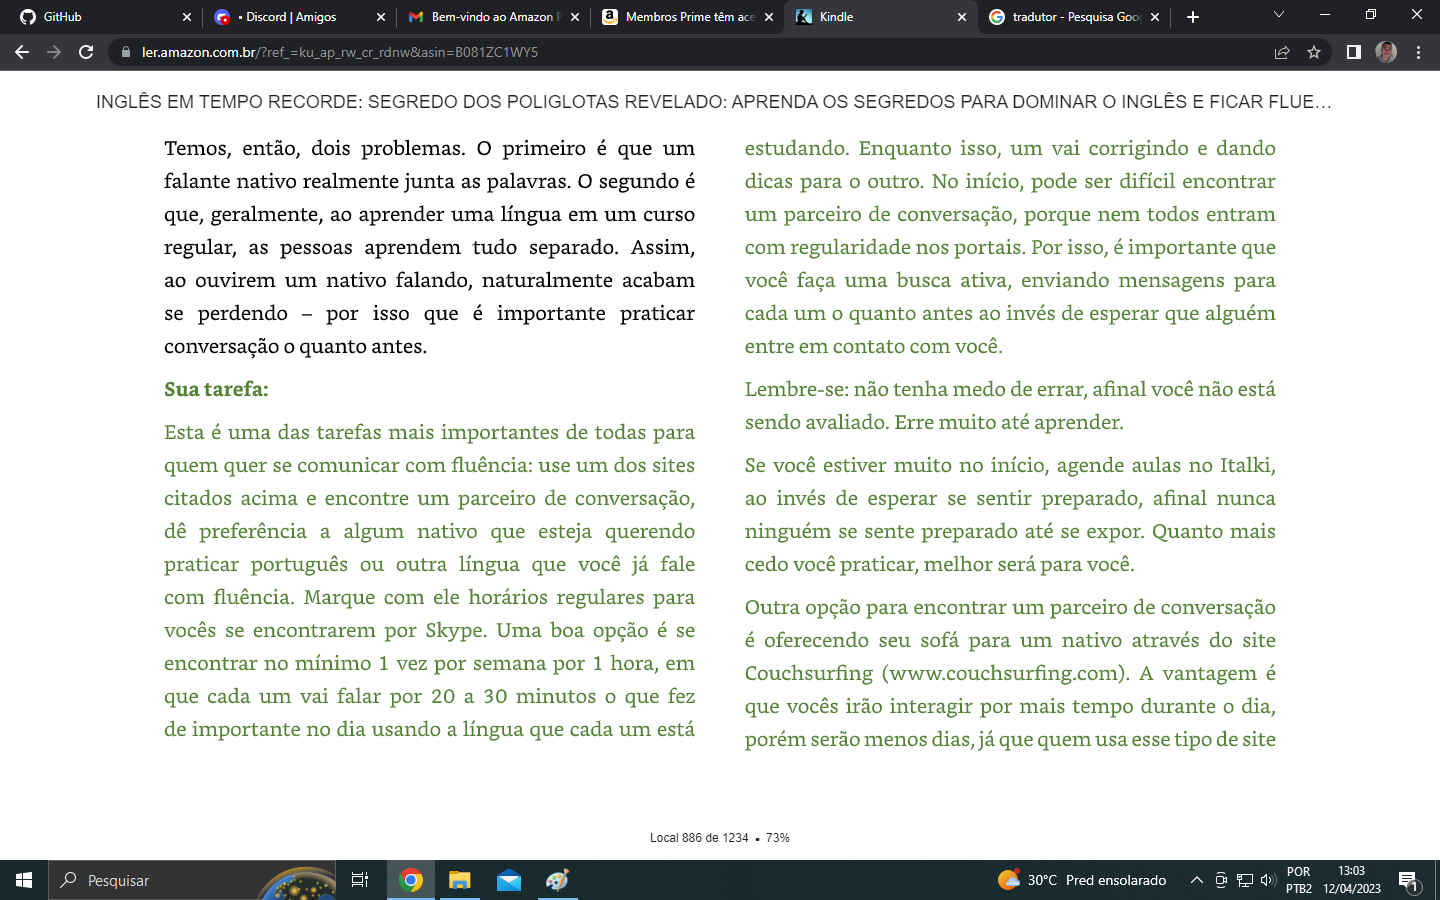 GitHub
• Discord | Amigos
Bem-vindo ao Amazon P
Membros Prime têm ace
Kindle
tradutor - Pesquisa Goo
ler.amazon.com.br/?ref_=ku_ap_rw_cr_rdnw&asin=B081ZC1WY5
INGLÊS EM TEMPO RECORDE: SEGREDO DOS POLIGLOTAS REVELADO: APRENDA OS SEGREDOS PARA DOMINAR O INGLÊS E FICAR FLUE…
Temos, então, dois problemas. O primeiro é que um
falante nativo realmente junta as palavras. O segundo é
que, geralmente, ao aprender uma língua em um curso
regular, as pessoas aprendem tudo separado. Assim,
ao ouvirem um nativo falando, naturalmente acabam
se perdendo – por isso que é importante praticar
conversação o quanto antes.
Sua tarefa:
Esta é uma das tarefas mais importantes de todas para
quem quer se comunicar com fluência: use um dos sites
citados acima e encontre um parceiro de conversação,
dê preferência a algum nativo que esteja querendo
praticar português ou outra língua que você já fale
com fluência. Marque com ele horários regulares para
vocês se encontrarem por Skype. Uma boa opção é se
encontrar no mínimo 1 vez por semana por 1 hora, em
que cada um vai falar por 20 a 30 minutos o que fez
de importante no dia usando a língua que cada um está
estudando. Enquanto isso, um vai corrigindo e dando
dicas para o outro. No início, pode ser difícil encontrar
um parceiro de conversação, porque nem todos entram
com regularidade nos portais. Por isso, é importante que
você faça uma busca ativa, enviando mensagens para
cada um o quanto antes ao invés de esperar que alguém
entre em contato com você.
Lembre-se: não tenha medo de errar, afinal você não está
sendo avaliado. Erre muito até aprender.
Se você estiver muito no início, agende aulas no Italki,
ao invés de esperar se sentir preparado, afinal nunca
ninguém se sente preparado até se expor. Quanto mais
cedo você praticar, melhor será para você.
Outra opção para encontrar um parceiro de conversação
é oferecendo seu sofá para um nativo através do site
Couchsurfing (www.couchsurfing.com). A vantagem é
que vocês irão interagir por mais tempo durante o dia,
porém serão menos dias, já que quem usa esse tipo de site
Local 886 de 1234 • 73%
Pesquisar
30°C Pred ensolarado
POR
PTB2
13:03
12/04/2023
1